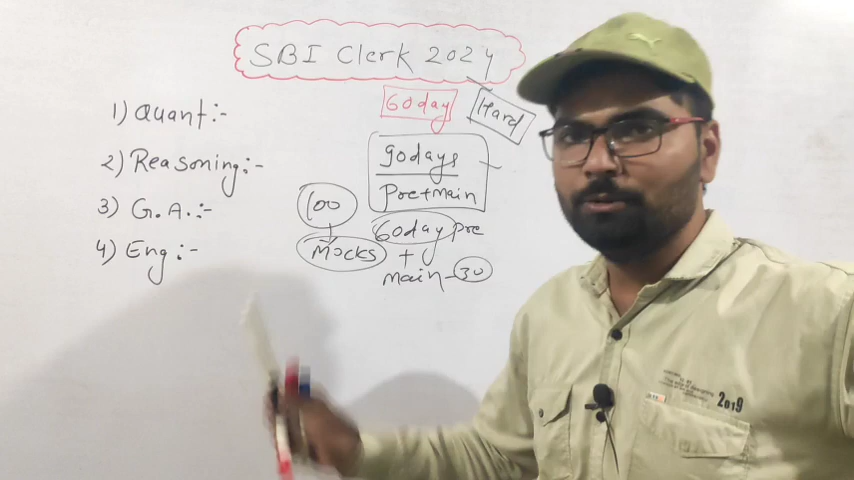 SBI Clerk 2024
60day
Hard
1) Quant:-
2) Reasoning:-
3) G.A.:-
4) Eng:-
90days
Pre+main
100
Mocks
60day pre
+
main-30
2019